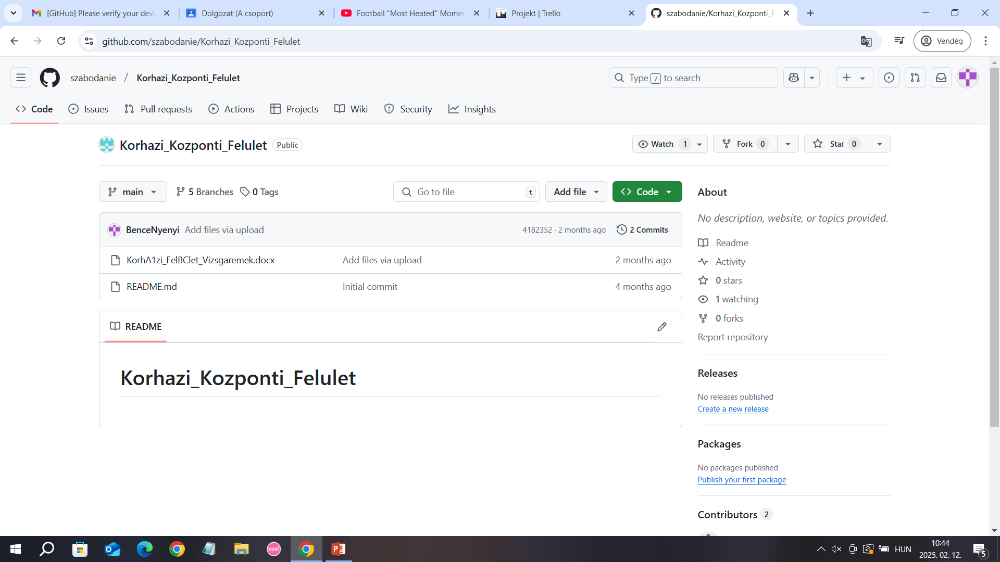 [GitHub] Please verify your devi
Dolgozat (A csoport)
Football "Most Heated" Momen
Projekt | Trello
szabodanie/Korhazi_Kozponti_F
github.com/szabodanie/Korhazi_Kozponti_Felulet
Vendég
szabodanie / Korhazi_Kozponti_Felulet
Type / to search
Code
Issues
Pull requests
Actions
Projects
Wiki
Security
Insights
Korhazi_Kozponti_Felulet Public
Watch 1
Fork 0
Star 0
main
5 Branches
0 Tags
Go to file t
Add file
Code
BenceNyenyi Add files via upload 4182352 · 2 months ago 2 Commits
KorhA1zi_FelBClet_Vizsgaremek.docx Add files via upload 2 months ago
README.md Initial commit 4 months ago
README
Korhazi_Kozponti_Felulet
About
No description, website, or topics provided.
Readme
Activity
0 stars
1 watching
0 forks
Report repository
Releases
No releases published
Create a new release
Packages
No packages published
Publish your first package
Contributors 2
osu!
HUN
10:44
2025. 02. 12.
5